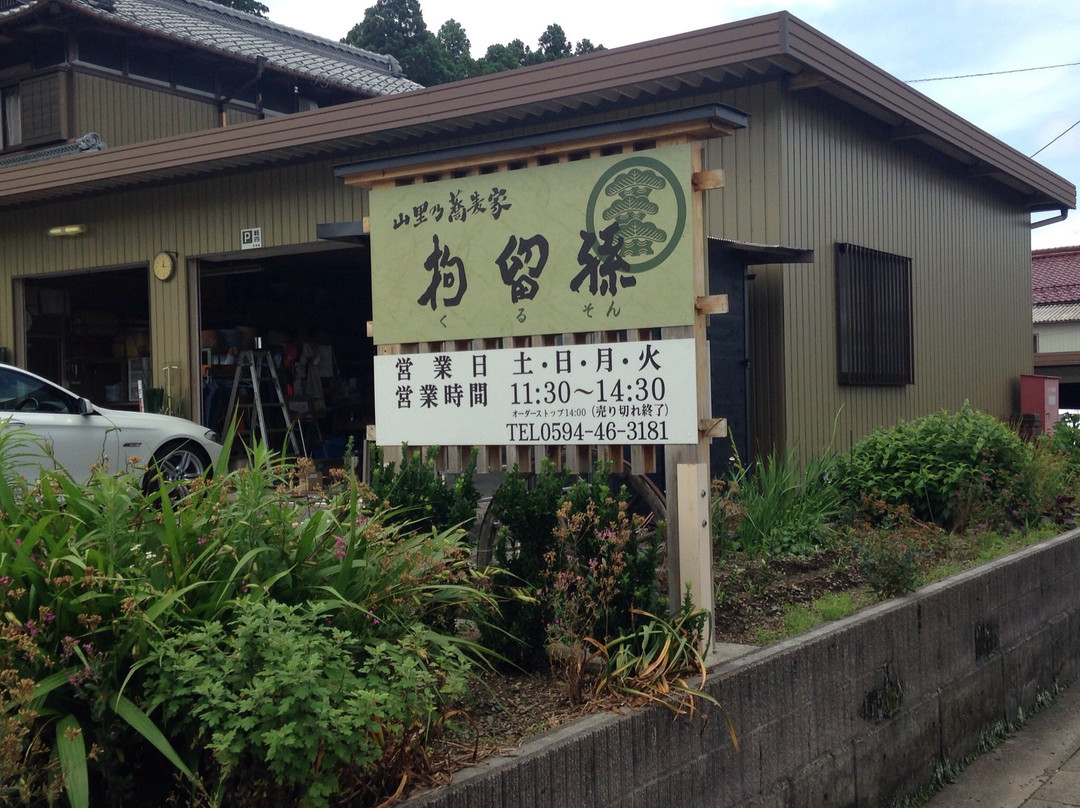 山里乃蕎麦家
拘留孫
くるそん
営業日 土・日・月・火
営業時間 11:30～14:30
オーダーストップ14:00（売り切れ終了）
TEL0594-46-3181
P